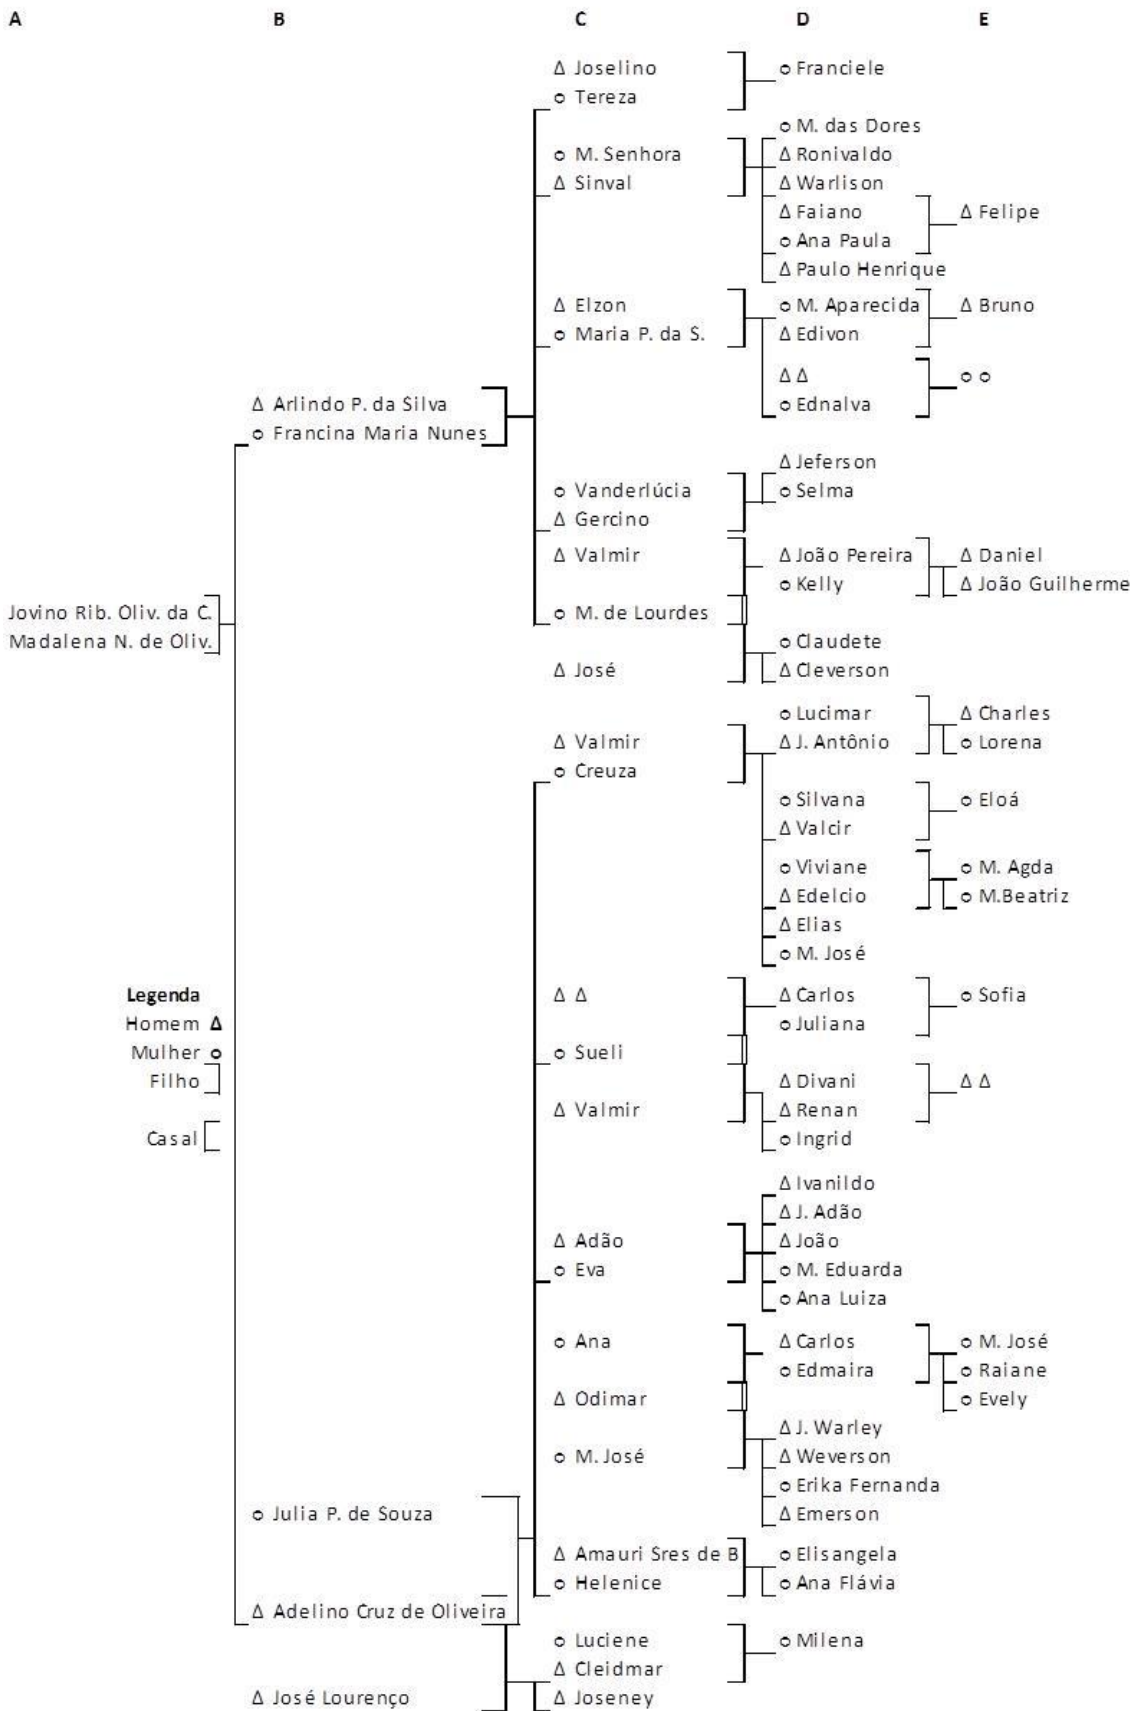 A B C D E
Δ Joselino
o Franciele
o Tereza
o M. das Dores
o M. Senhora
Δ Ronivaldo
Δ Sinval
Δ Warlison
Δ Faiano
Δ Felipe
o Ana Paula
Δ Paulo Henrique
Δ Elzon
o M. Aparecida
Δ Bruno
o Maria P. da S.
Δ Edivon
Δ Δ
o o
Δ Arlindo P. da Silva
o Ednalva
o Francina Maria Nunes
Δ Jeferson
o Vanderlúcia
o Selma
Δ Gercino
Δ Valmir
Δ João Pereira
Δ Daniel
o Kelly
Δ João Guilherme
Jovino Rib. Oliv. da C.
o M. de Lourdes
Madalena N. de Oliv.
o Claudete
Δ José
Δ Cleverson
o Lucimar
Δ Charles
Δ Valmir
Δ J. Antônio
o Lorena
o Creuza
o Silvana
o Eloá
Δ Valcir
o Viviane
o M. Agda
Δ Edelcio
o M.Beatriz
Δ Elias
o M. José
Legenda
Δ Δ
Δ Carlos
o Sofia
Homem Δ
o Juliana
Mulher o
o Sueli
Filho
Δ Divani
Δ Δ
Δ Valmir
Δ Renan
Casal
o Ingrid
Δ Ivanildo
Δ J. Adão
Δ Adão
Δ João
o Eva
o M. Eduarda
o Ana Luiza
o Ana
Δ Carlos
o M. José
o Edmaira
o Raiane
Δ Odimar
o Evely
Δ J. Warley
o M. José
Δ Weverson
o Erika Fernanda
o Julia P. de Souza
Δ Emerson
Δ Amauri Sres de B
o Elisangela
o Helenice
o Ana Flávia
Δ Adelino Cruz de Oliveira
o Luciene
o Milena
Δ Cleidmar
Δ José Lourenço
Δ Joseney